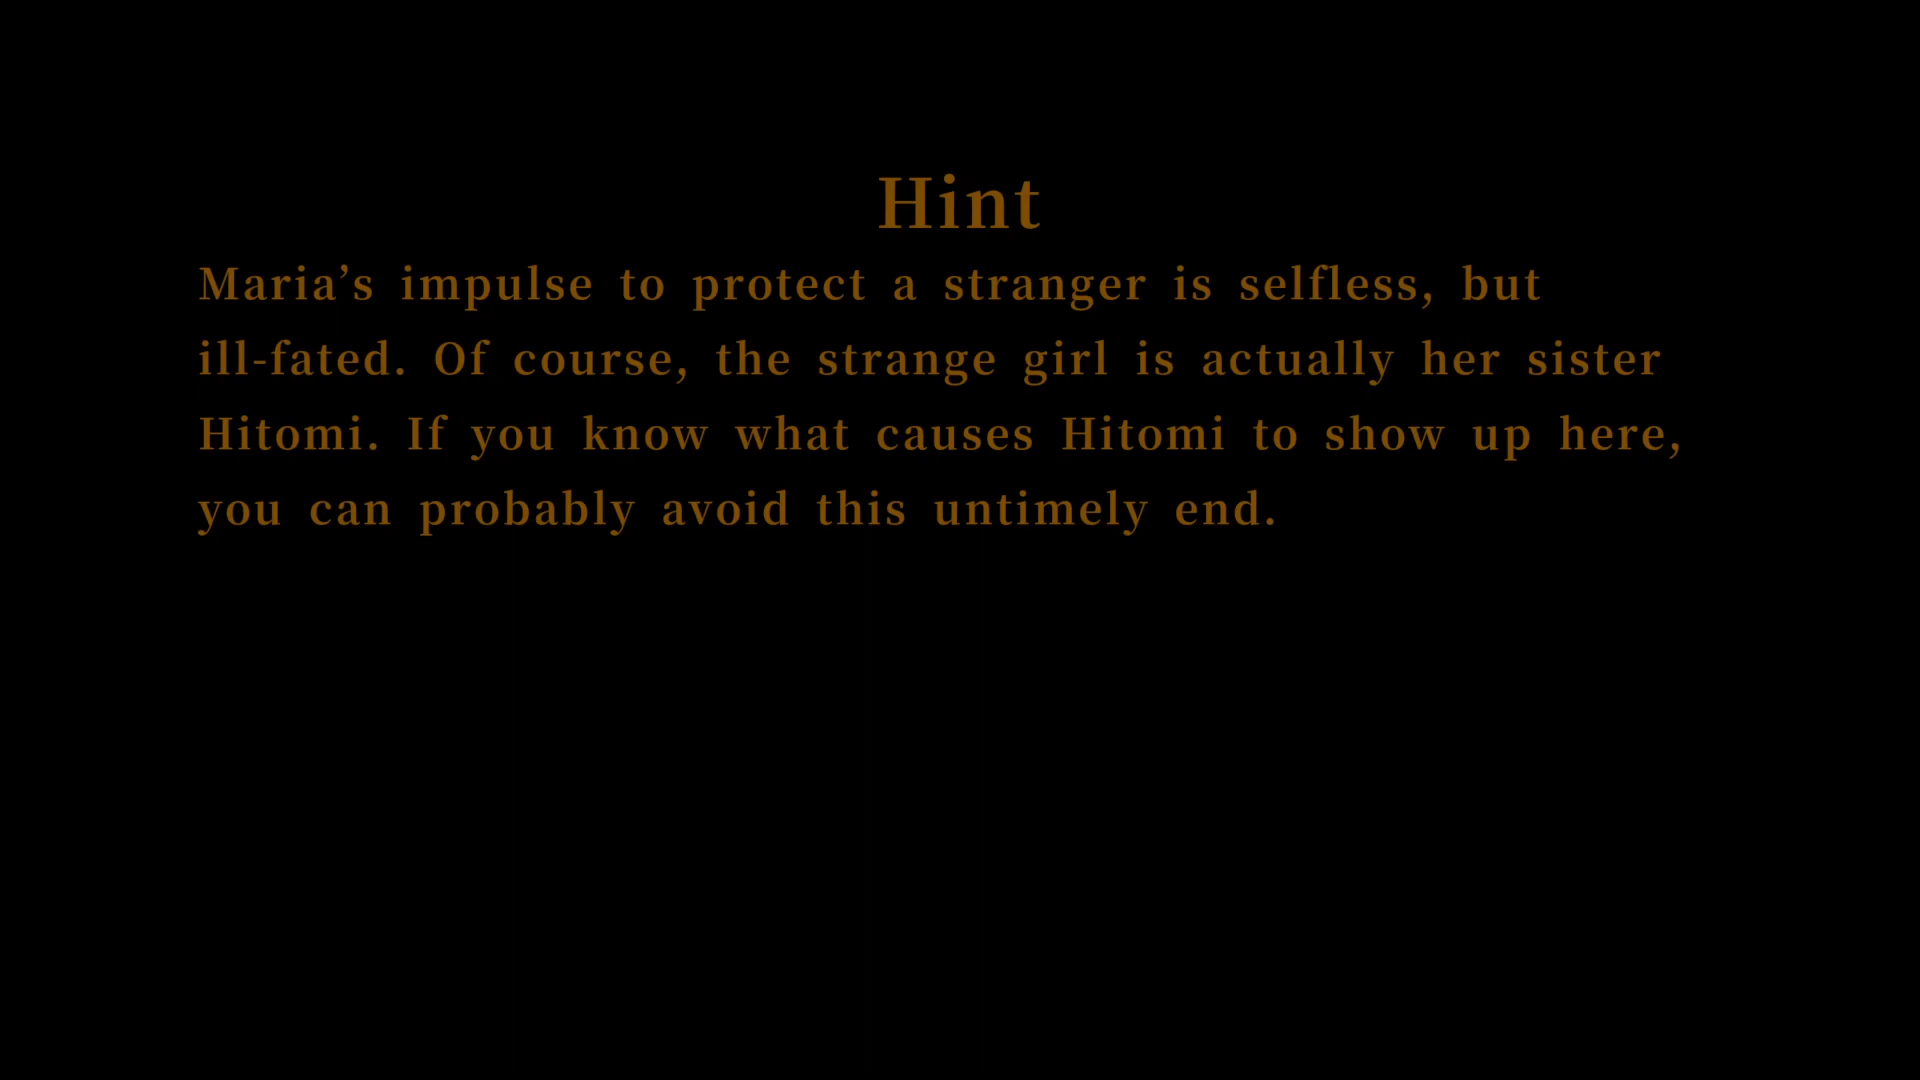 Hint
Maria’s impulse to protect a stranger is selfless, but
ill-fated. Of course, the strange girl is actually her sister
Hitomi. If you know what causes Hitomi to show up here,
you can probably avoid this untimely end.